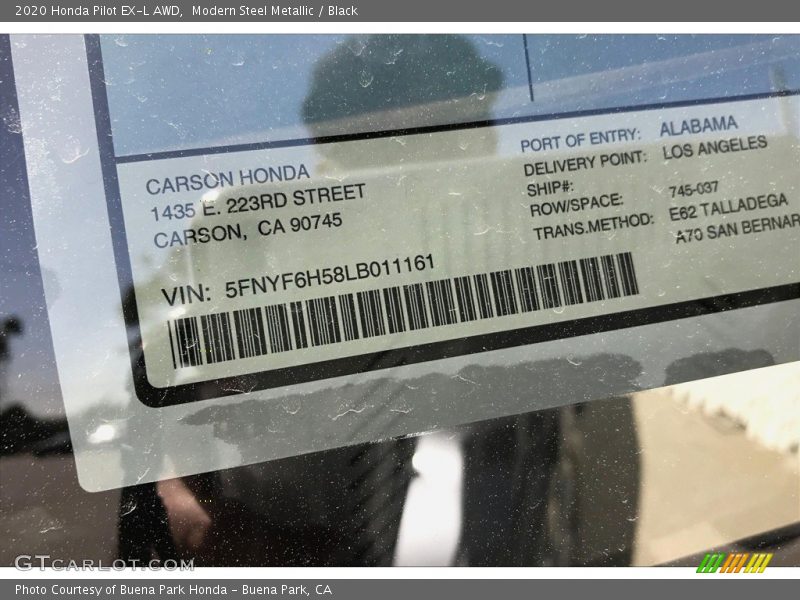 2020 Honda Pilot EX-L AWD,  Modern Steel Metallic / Black
CARSON HONDA
1435 E. 223RD STREET
CARSON, CA 90745
PORT OF ENTRY: ALABAMA
DELIVERY POINT: LOS ANGELES
SHIP#:
ROW/SPACE: 745-037
TRANS.METHOD: E62 TALLADEGA
A70 SAN BERNAR
VIN: 5FNYF6H58LB011161
GTCARLOT.COM
Photo Courtesy of Buena Park Honda – Buena Park, CA